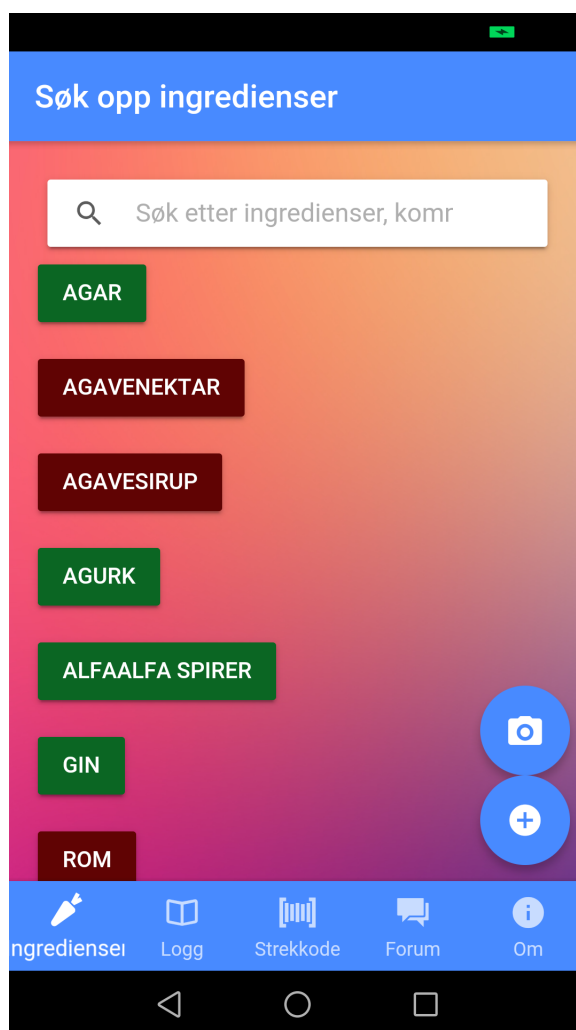 Søk opp ingredienser
Søk etter ingredienser, komr
AGAR
AGAVENEKTAR
AGAVESIRUP
AGURK
ALFAALFA SPIRER
GIN
ROM
ngredienser
Logg
Strekkode
Forum
Om